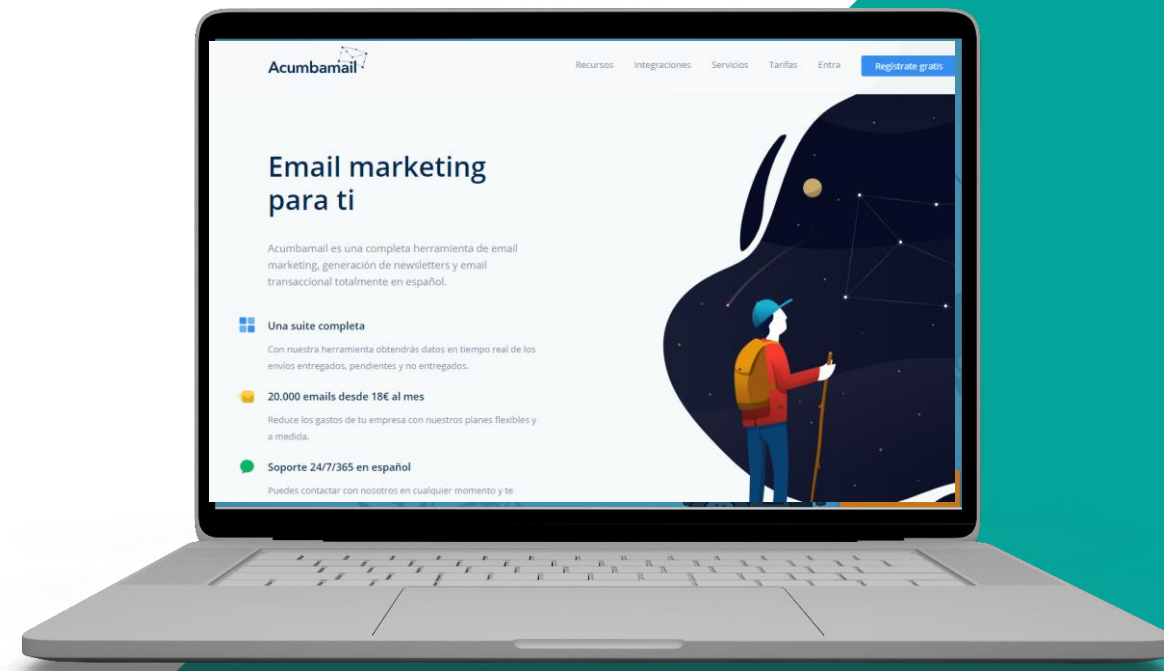 Acumbamail
Recursos Integraciones Servicios Tarifas Entra Regístrate gratis
Email marketing
para ti
Acumbamail es una completa herramienta de email
marketing, generación de newsletters y email
transaccional totalmente en español.
Una suite completa
Con nuestra herramienta obtendrás datos en tiempo real de los
envíos entregados, pendientes y no entregados.
20.000 emails desde 18€ al mes
Reduce los gastos de tu empresa con nuestros planes flexibles y
a medida.
Soporte 24/7/365 en español
Puedes contactar con nosotros en cualquier momento y te